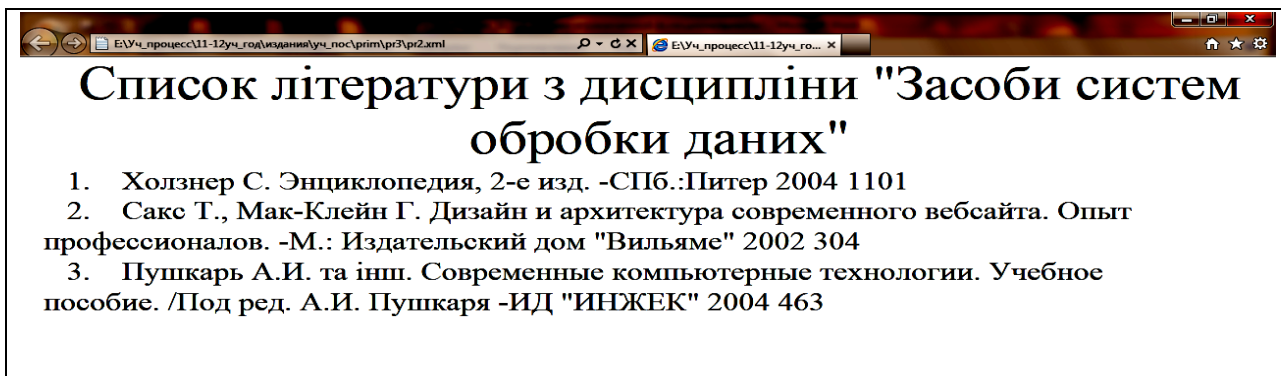 E:\Уч_процесс\11-12уч_год\издания\уч_пос\prim\pr3\pr2.xml
E:\Уч_процесс\11-12уч_го...
Список літератури з дисципліни "Засоби систем
обробки даних"
1. Холзнер С. Энциклопедия, 2-е изд. -СПб.:Питер 2004 1101
2. Сакс Т., Мак-Клейн Г. Дизайн и архитектура современного вебсайта. Опыт
профессионалов. -М.: Издательский дом "Вильяме" 2002 304
3. Пушкарь А.И. та інш. Современные компьютерные технологии. Учебное
пособие. /Под ред. А.И. Пушкаря -ИД "ИНЖЕК" 2004 463